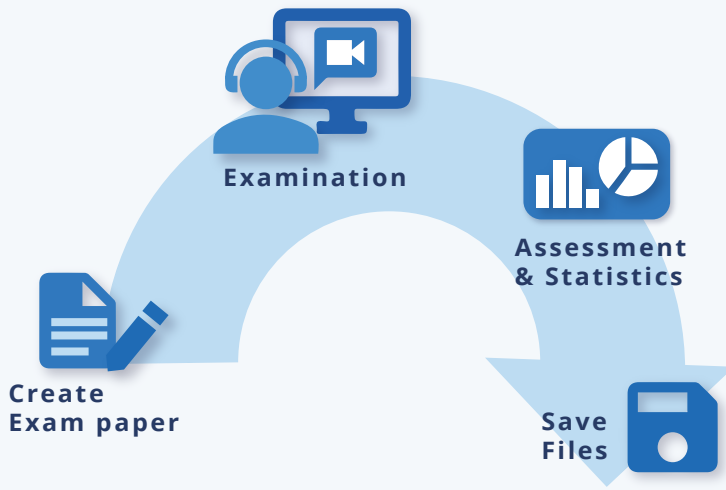 Examination
Assessment
& Statistics
Create
Exam paper
Save
Files